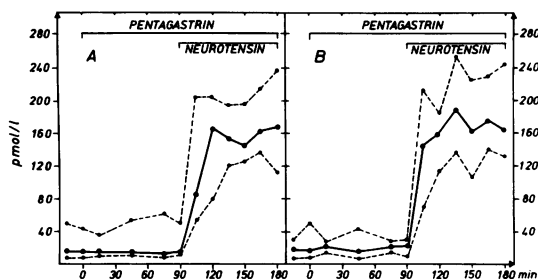 PENTAGASTRIN
NEUROTENSIN
A
280
240
200
160
120
80
40
pmol/l
0 30 60 90 120 150 180
PENTAGASTRIN
NEUROTENSIN
B
280
240
200
160
120
80
40
0 30 60 90 120 150 180 min